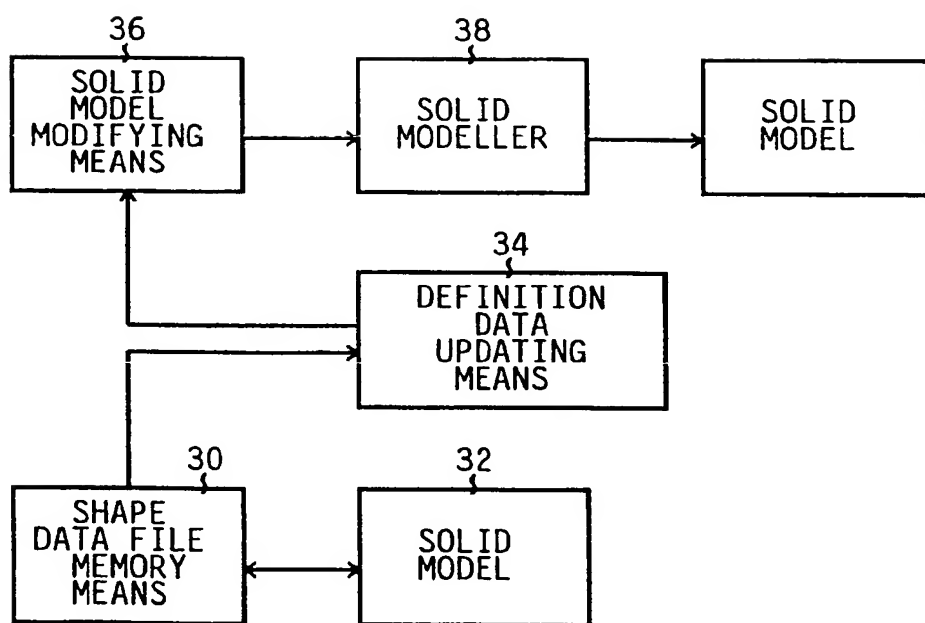 36
SOLID
MODEL
MODIFYING
MEANS
38
SOLID
MODELLER
SOLID
MODEL
34
DEFINITION
DATA
UPDATING
MEANS
30
SHAPE
DATA FILE
MEMORY
MEANS
32
SOLID
MODEL